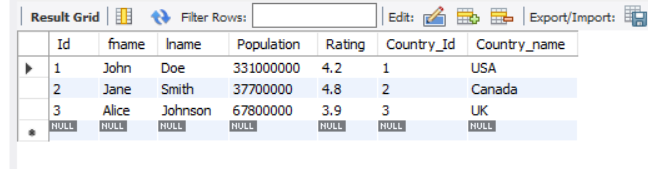 Result Grid Filter Rows: Edit: Export/Import:
Id fname lname Population Rating Country_Id Country_name
1 John Doe 331000000 4.2 1 USA
2 Jane Smith 37700000 4.8 2 Canada
3 Alice Johnson 67800000 3.9 3 UK
NULL NULL NULL NULL NULL NULL NULL